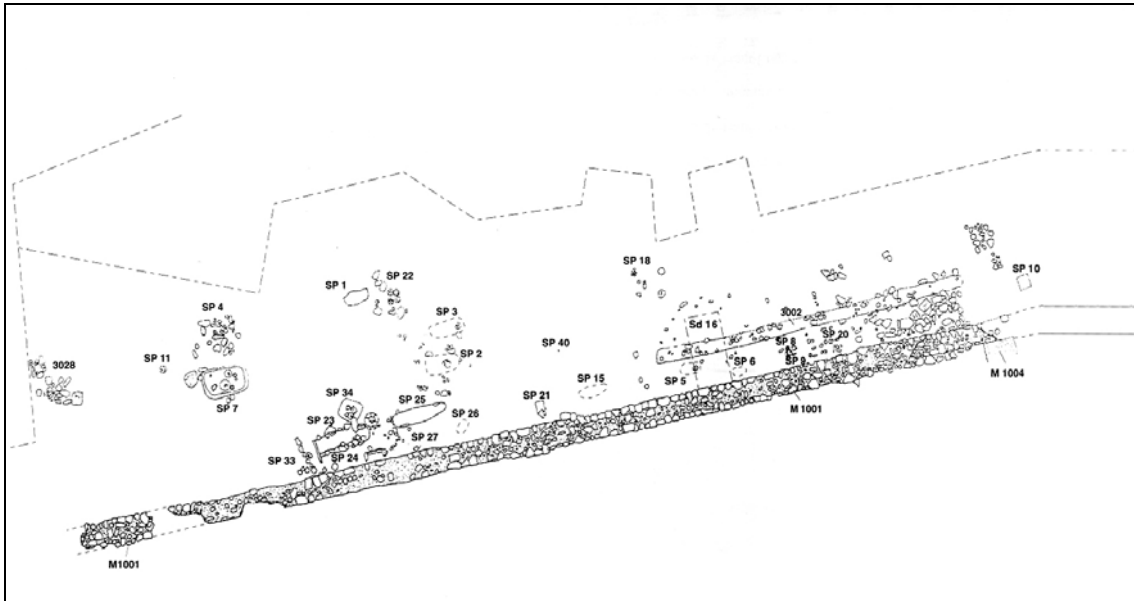 SP 18
SP 22
SP 1
SP 10
SP 4
SP 3
Sd 16
3002
SP 20
SP 2
SP 40
SP 8
SP 11
3028
SP 6
SP 9
SP 5
M 1004
SP 15
SP 7
SP 34
SP 25
SP 21
M 1001
SP 23
SP 26
SP 27
SP 33
SP 24
M1001